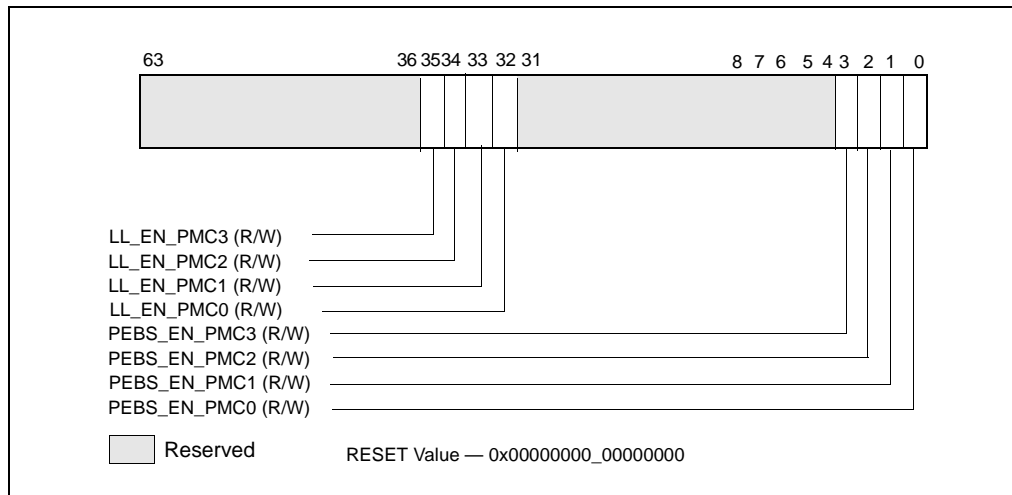 63 36 35 34 33 32 31 8 7 6 5 4 3 2 1 0
LL_EN_PMC3 (R/W)
LL_EN_PMC2 (R/W)
LL_EN_PMC1 (R/W)
LL_EN_PMC0 (R/W)
PEBS_EN_PMC3 (R/W)
PEBS_EN_PMC2 (R/W)
PEBS_EN_PMC1 (R/W)
PEBS_EN_PMC0 (R/W)
Reserved RESET Value — 0x00000000_00000000